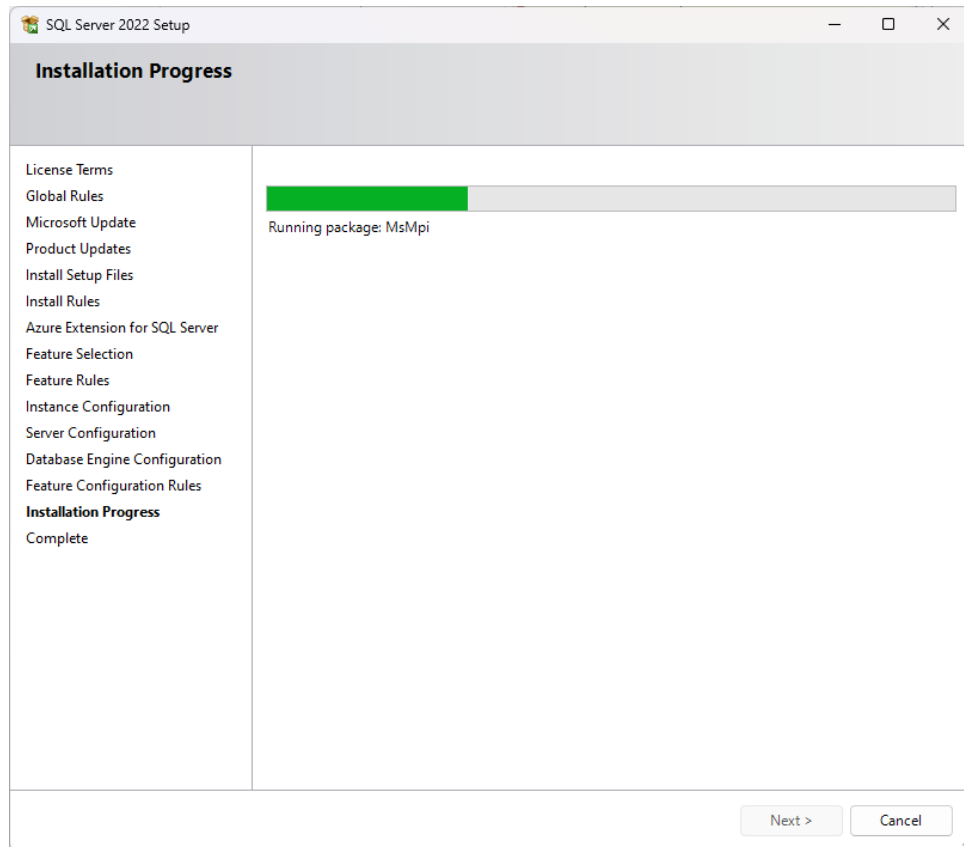 SQL Server 2022 Setup
Installation Progress
License Terms
Global Rules
Microsoft Update
Product Updates
Install Setup Files
Install Rules
Azure Extension for SQL Server
Feature Selection
Feature Rules
Instance Configuration
Server Configuration
Database Engine Configuration
Feature Configuration Rules
Installation Progress
Complete
Running package: MsMpi
Next >
Cancel